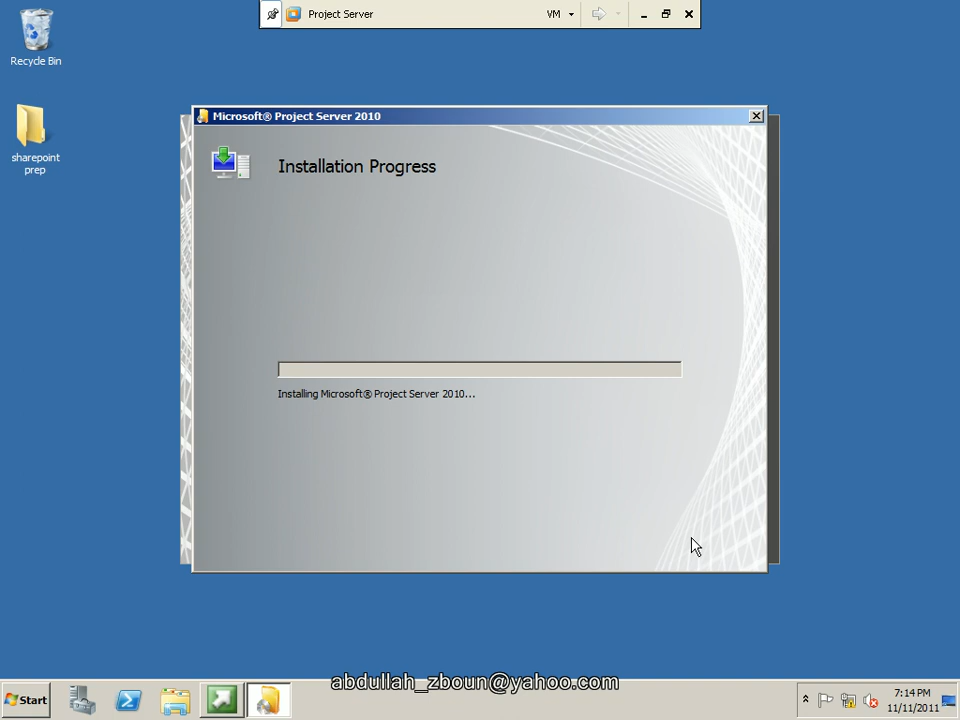 Project Server
VM
Recycle Bin
sharepoint
prep
Microsoft® Project Server 2010
Installation Progress
Installing Microsoft® Project Server 2010...
abdullah_zboun@yahoo.com
Start
7:14 PM
11/11/2011